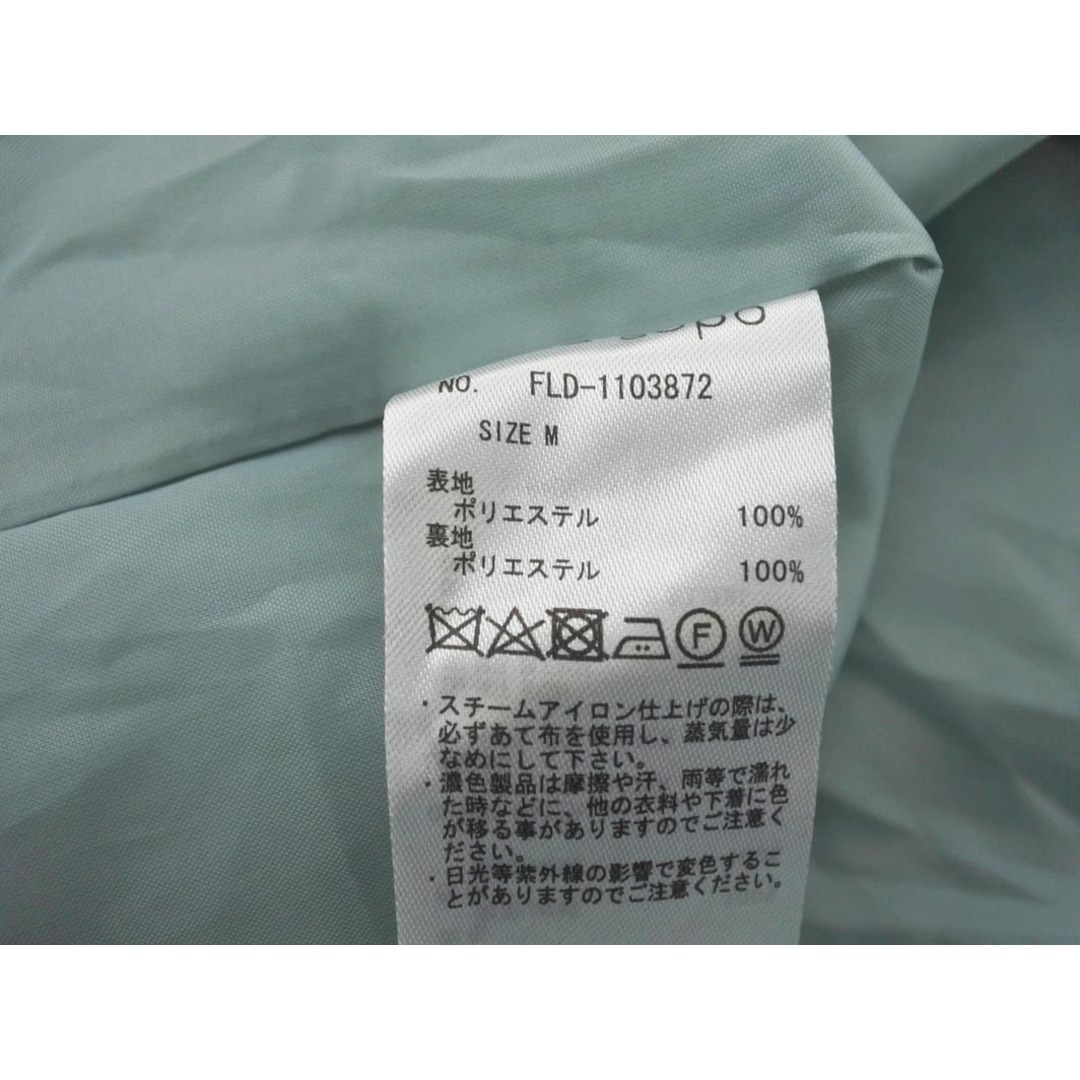 NO. FLD-1103872
SIZE M
表地
ポリエステル 100%
裏地
ポリエステル 100%
F W
・スチームアイロン仕上げの際は、
必ずあて布を使用し、蒸気量は少
なめにして下さい。
・濃色製品は摩擦や汗、雨等で濡れ
た時などに、他の衣料や下着に色
が移る事がありますのでご注意く
ださい。
・日光等紫外線の影響で変色するこ
とがありますのでご注意ください。